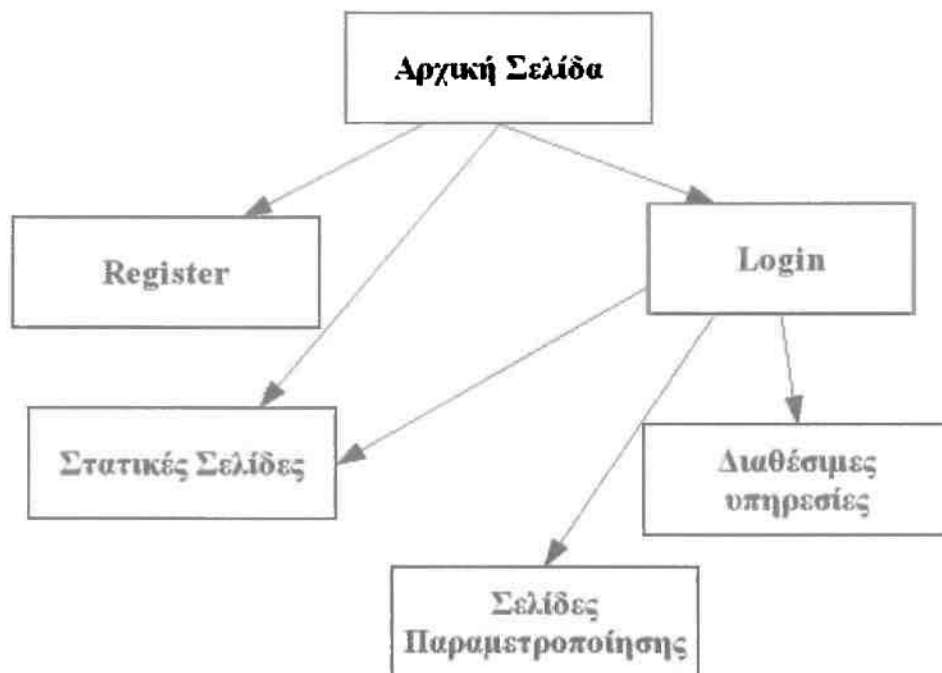 Αρχική Σελίδα
Register
Login
Στατικές Σελίδες
Διαθέσιμες
υπηρεσίες
Σελίδες
Παραμετροποίησης